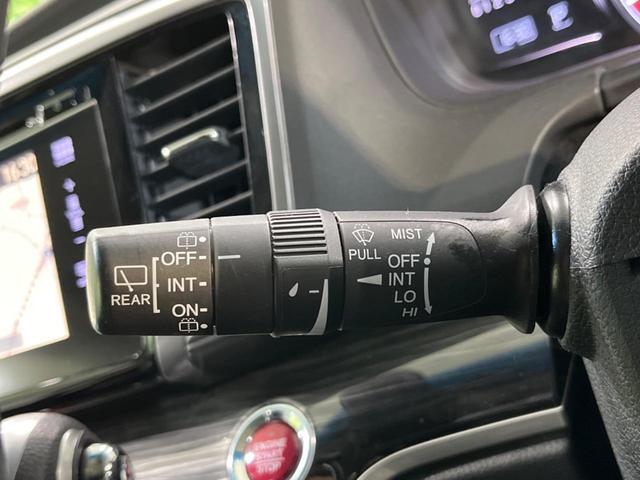 REAR
OFF
INT
ON
PULL
MIST
OFF
INT
LO
HI
ENGINE
START
STOP